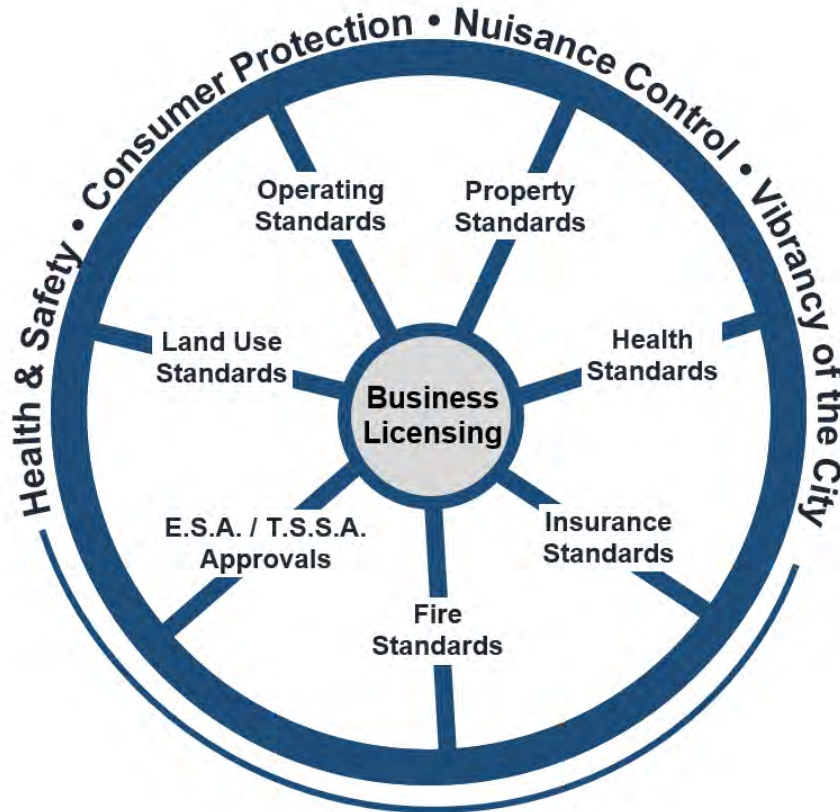 Health & Safety • Consumer Protection • Nuisance Control • Vibrancy of the City
Operating
Standards
Property
Standards
Land Use
Standards
Health
Standards
Business
Licensing
E.S.A. / T.S.S.A.
Approvals
Insurance
Standards
Fire
Standards